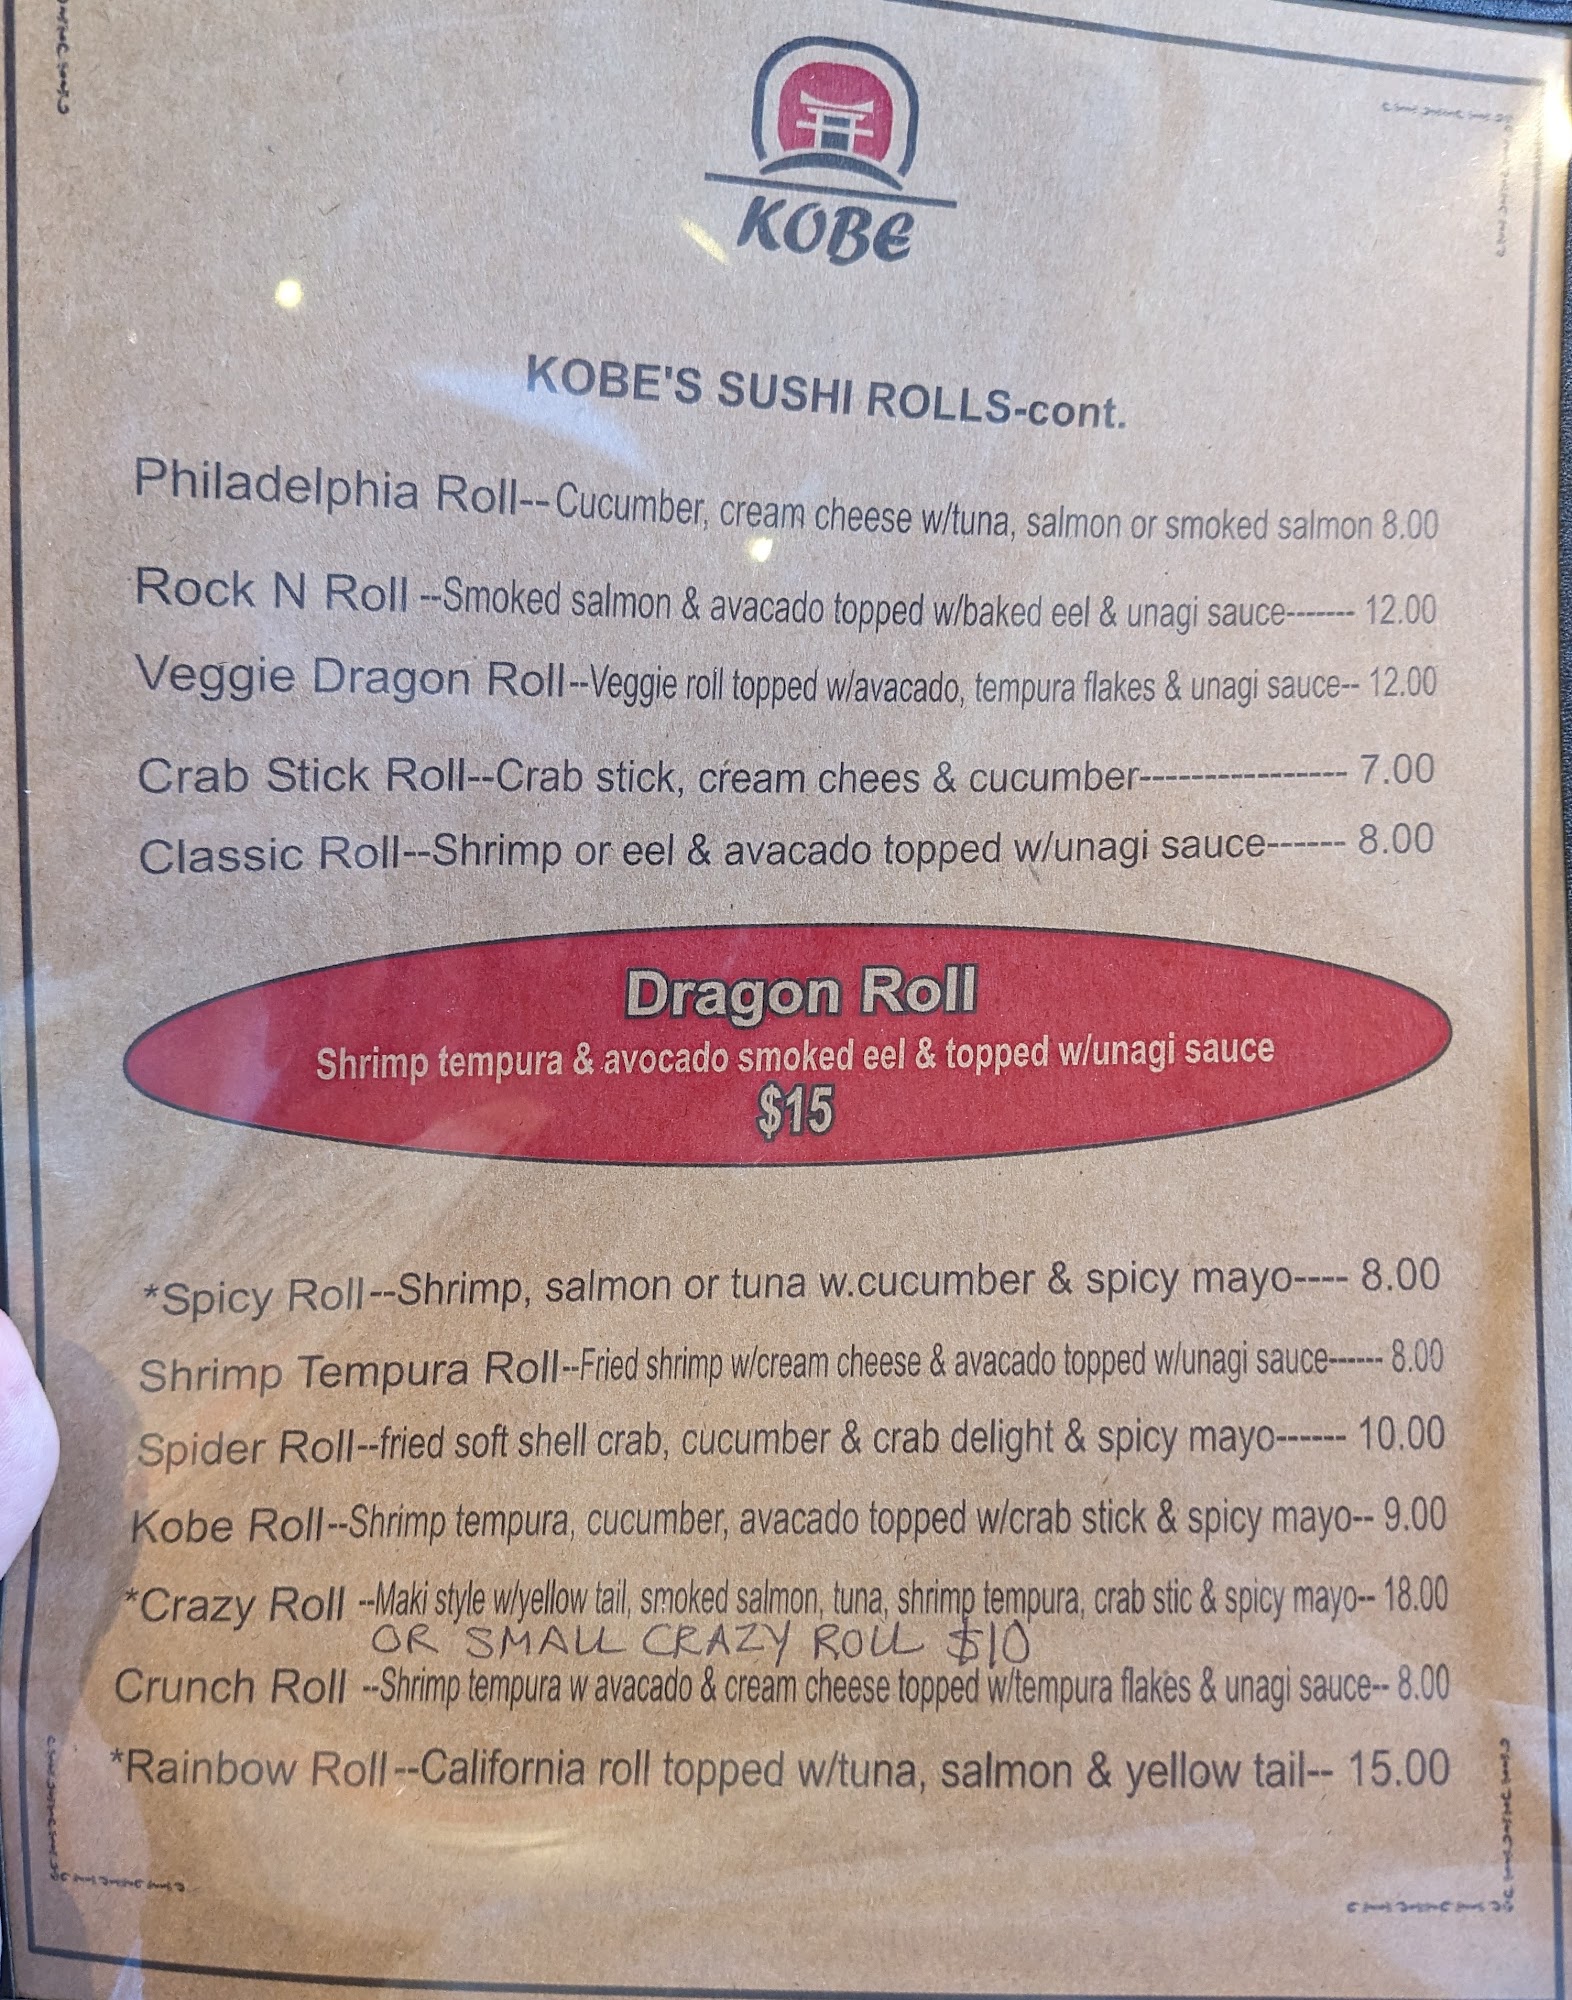 KOBE
KOBE'S SUSHI ROLLS-cont.
Philadelphia Roll--Cucumber, cream cheese w/tuna, salmon or smoked salmon 8.00
Rock N Roll --Smoked salmon & avacado topped w/baked eel & unagi sauce------- 12.00
Veggie Dragon Roll--Veggie roll topped w/avacado, tempura flakes & unagi sauce-- 12.00
Crab Stick Roll--Crab stick, cream chees & cucumber---------------- 7.00
Classic Roll--Shrimp or eel & avacado topped w/unagi sauce------ 8.00
Dragon Roll
Shrimp tempura & avocado smoked eel & topped w/unagi sauce
$15
*Spicy Roll--Shrimp, salmon or tuna w.cucumber & spicy mayo---- 8.00
Shrimp Tempura Roll--Fried shrimp w/cream cheese & avacado topped w/unagi sauce------ 8.00
Spider Roll--fried soft shell crab, cucumber & crab delight & spicy mayo------ 10.00
Kobe Roll--Shrimp tempura, cucumber, avacado topped w/crab stick & spicy mayo-- 9.00
*Crazy Roll --Maki style w/yellow tail, smoked salmon, tuna, shrimp tempura, crab stic & spicy mayo-- 18.00
OR SMALL CRAZY ROLL $10
Crunch Roll --Shrimp tempura w avacado & cream cheese topped w/tempura flakes & unagi sauce-- 8.00
*Rainbow Roll--California roll topped w/tuna, salmon & yellow tail-- 15.00